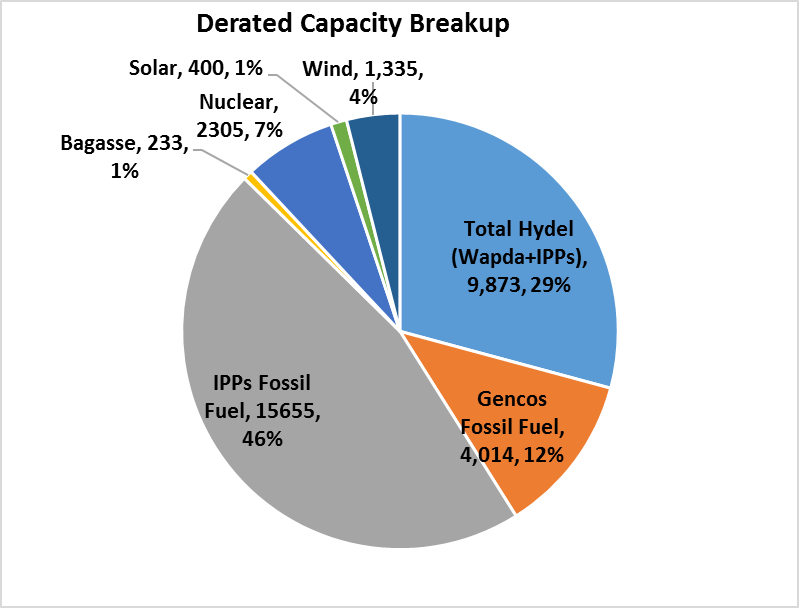 Derated Capacity Breakup
Solar, 400, 1%
Wind, 1,335,
4%
Nuclear,
2305, 7%
Bagasse, 233,
1%
Total Hydel
(Wapda+IPPs),
9,873, 29%
IPPs Fossil
Fuel, 15655,
46%
Gencos
Fossil Fuel,
4,014, 12%